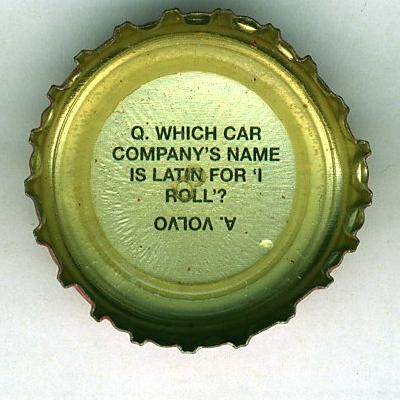 Q. WHICH CAR
COMPANY'S NAME
IS LATIN FOR 'I
ROLL'?
A. VOLVO